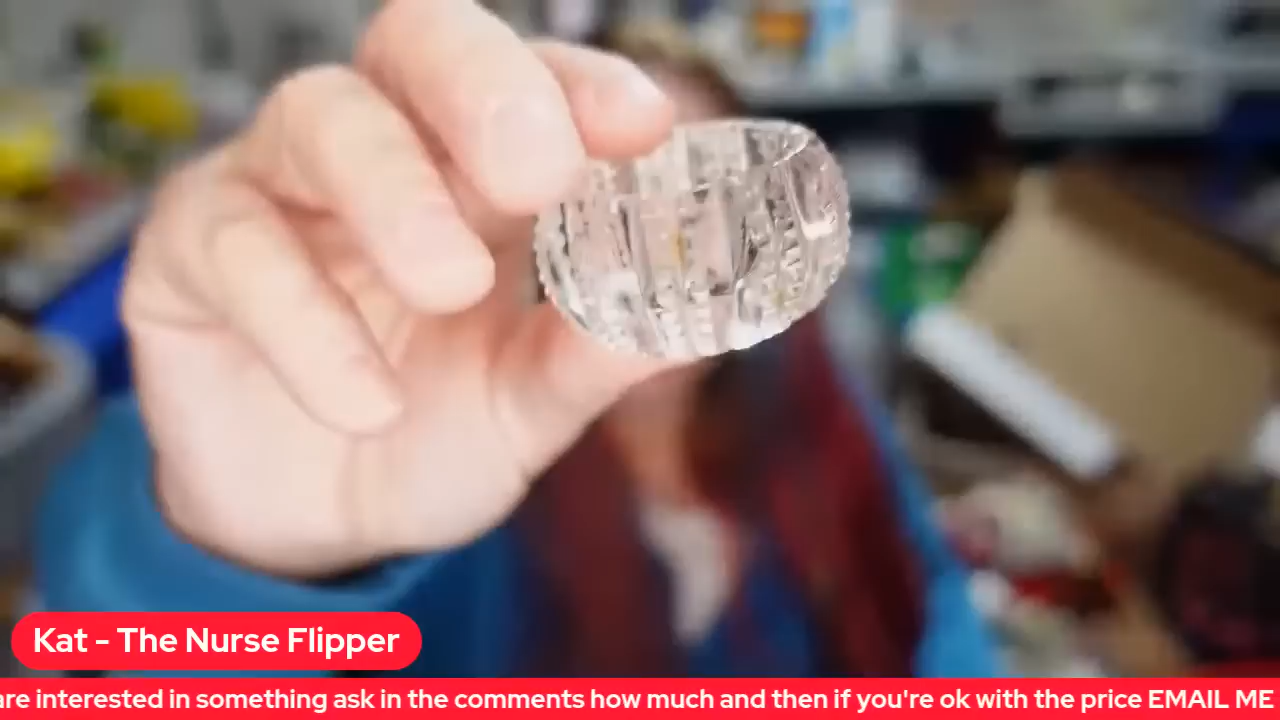 Kat - The Nurse Flipper
are interested in something ask in the comments how much and then if you're ok with the price EMAIL ME